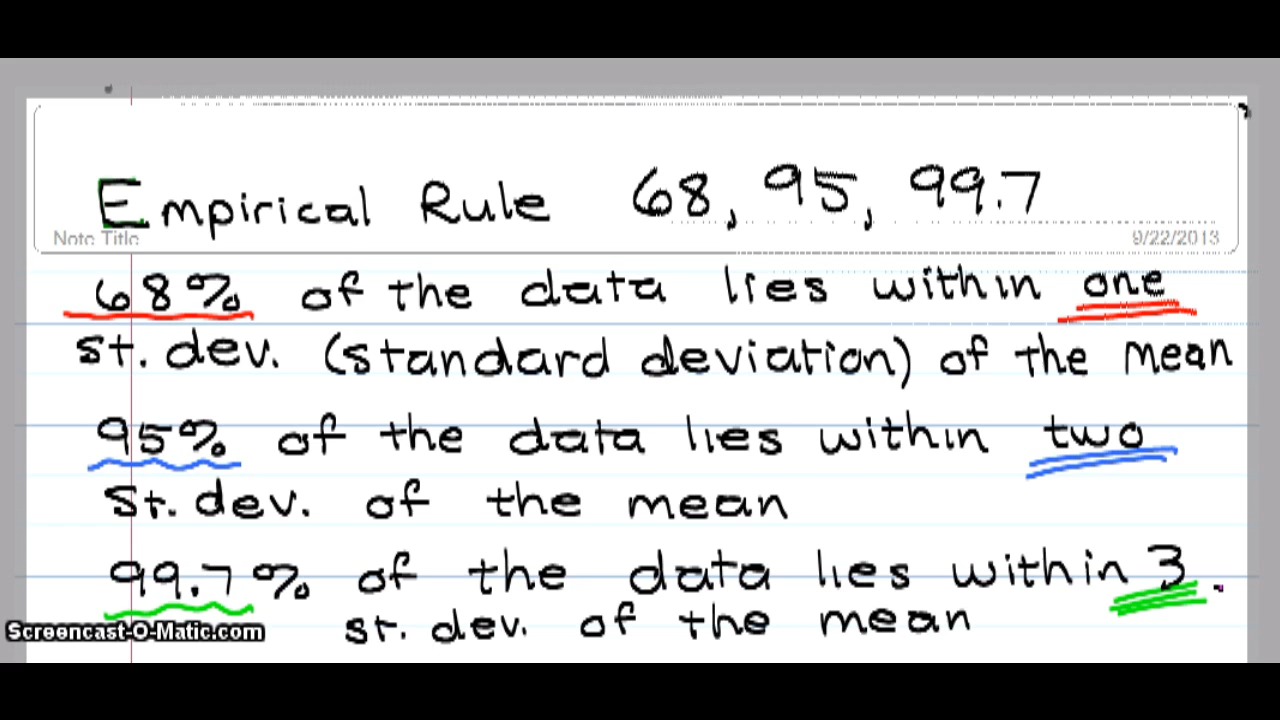 Empirical Rule 68, 95, 99.7
Note Title 9/22/2013
68% of the data lies within one
st. dev. (standard deviation) of the mean
95% of the data lies within two
st. dev. of the mean
99.7% of the data lies within 3
st. dev. of the mean
Screencast-O-Matic.com